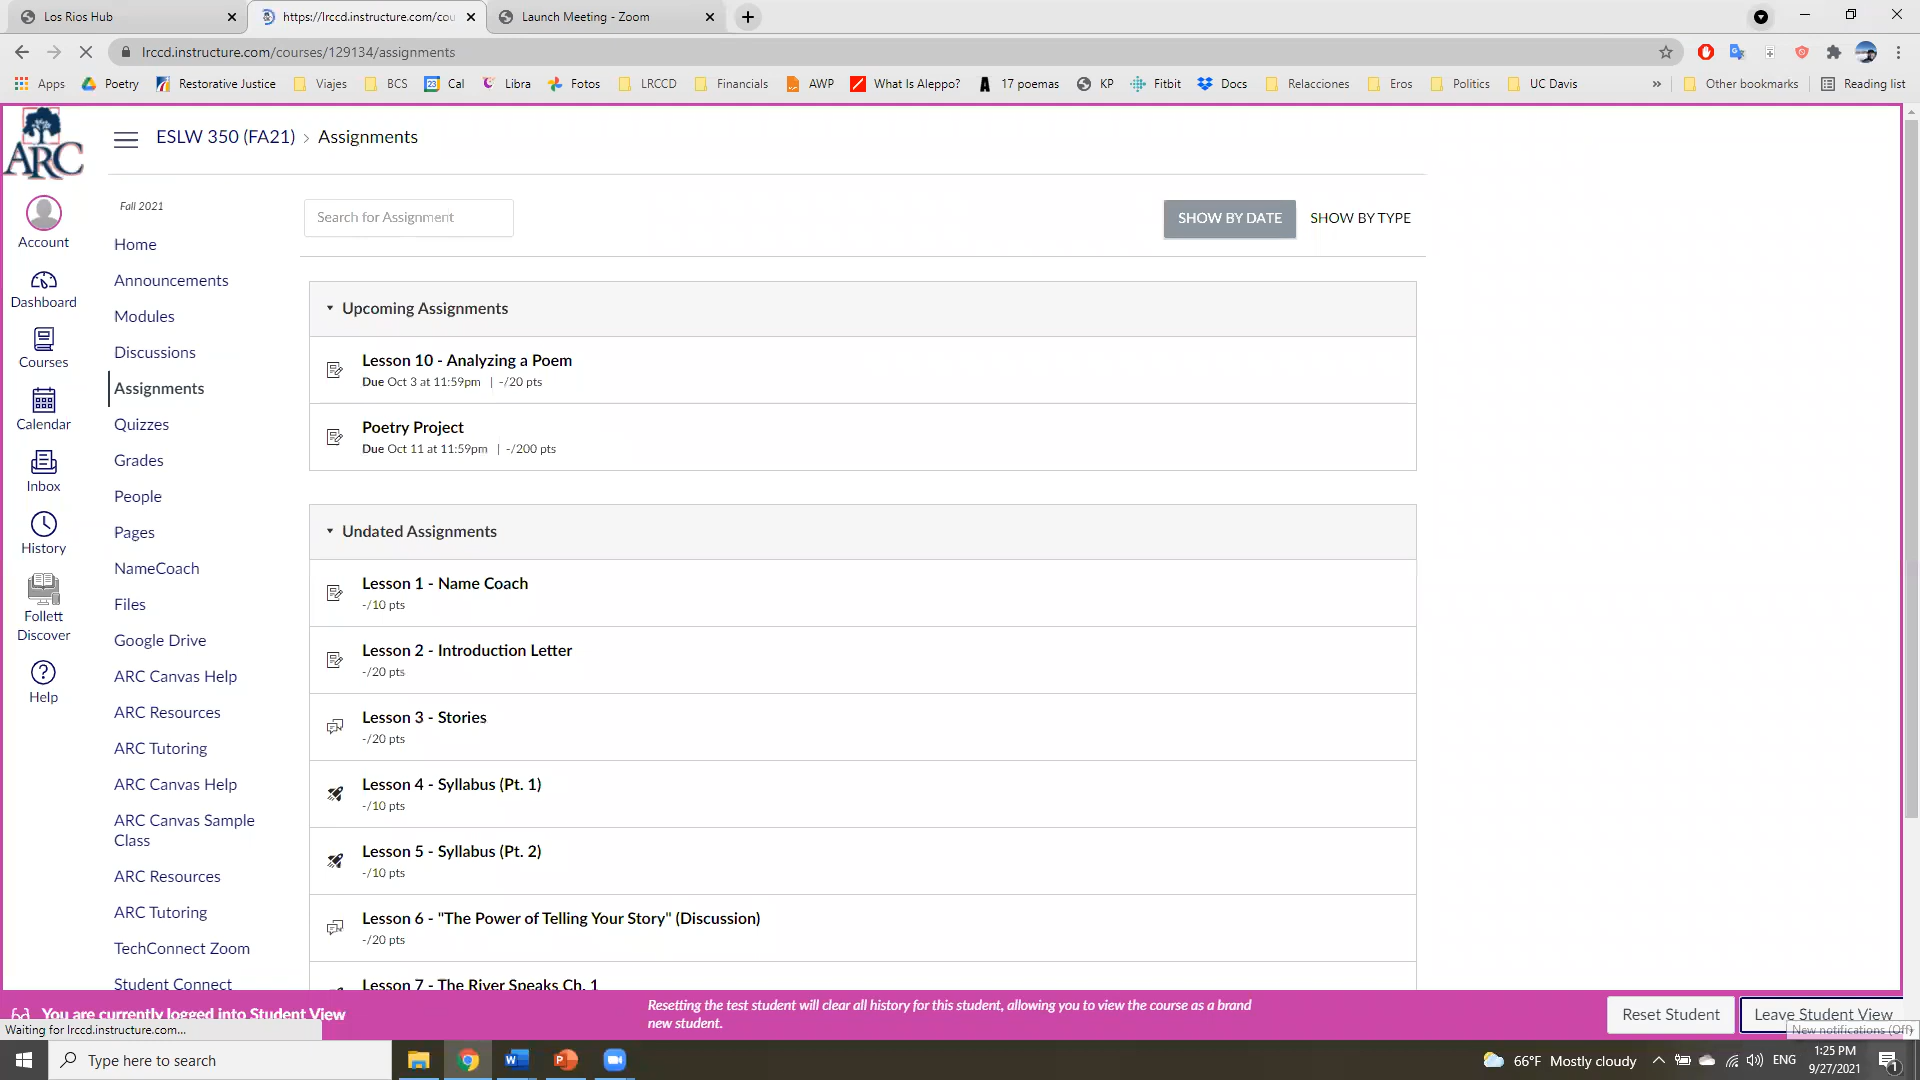 Los Rios Hub
https://lrccd.instructure.com/cou
Launch Meeting - Zoom
lrccd.instructure.com/courses/129134/assignments
Apps
Poetry
Restorative Justice
Viajes
BCS
23
Cal
Libra
Fotos
LRCCD
Financials
AWP
What Is Aleppo?
17 poemas
KP
Fitbit
Docs
Relacciones
Eros
Politics
UC Davis
»
Other bookmarks
Reading list
ARC
ESLW 350 (FA21) › Assignments
Account
Dashboard
Courses
Calendar
Inbox
History
Follett
Discover
Help
Fall 2021
Home
Announcements
Modules
Discussions
Assignments
Quizzes
Grades
People
Pages
NameCoach
Files
Google Drive
ARC Canvas Help
ARC Resources
ARC Tutoring
ARC Canvas Help
ARC Canvas Sample
Class
ARC Resources
ARC Tutoring
TechConnect Zoom
Student Connect
Search for Assignment
SHOW BY DATE
SHOW BY TYPE
Upcoming Assignments
Lesson 10 - Analyzing a Poem
Due Oct 3 at 11:59pm | -/20 pts
Poetry Project
Due Oct 11 at 11:59pm | -/200 pts
Undated Assignments
Lesson 1 - Name Coach
-/10 pts
Lesson 2 - Introduction Letter
-/20 pts
Lesson 3 - Stories
-/20 pts
Lesson 4 - Syllabus (Pt. 1)
-/10 pts
Lesson 5 - Syllabus (Pt. 2)
-/10 pts
Lesson 6 - "The Power of Telling Your Story" (Discussion)
-/20 pts
Lesson 7 - The River Speaks Ch. 1
You are currently logged into Student View
Resetting the test student will clear all history for this student, allowing you to view the course as a brand
new student.
Reset Student
Leave Student View
Waiting for lrccd.instructure.com...
New notifications (Off)
Type here to search
66°F Mostly cloudy
ENG
1:25 PM
9/27/2021
1